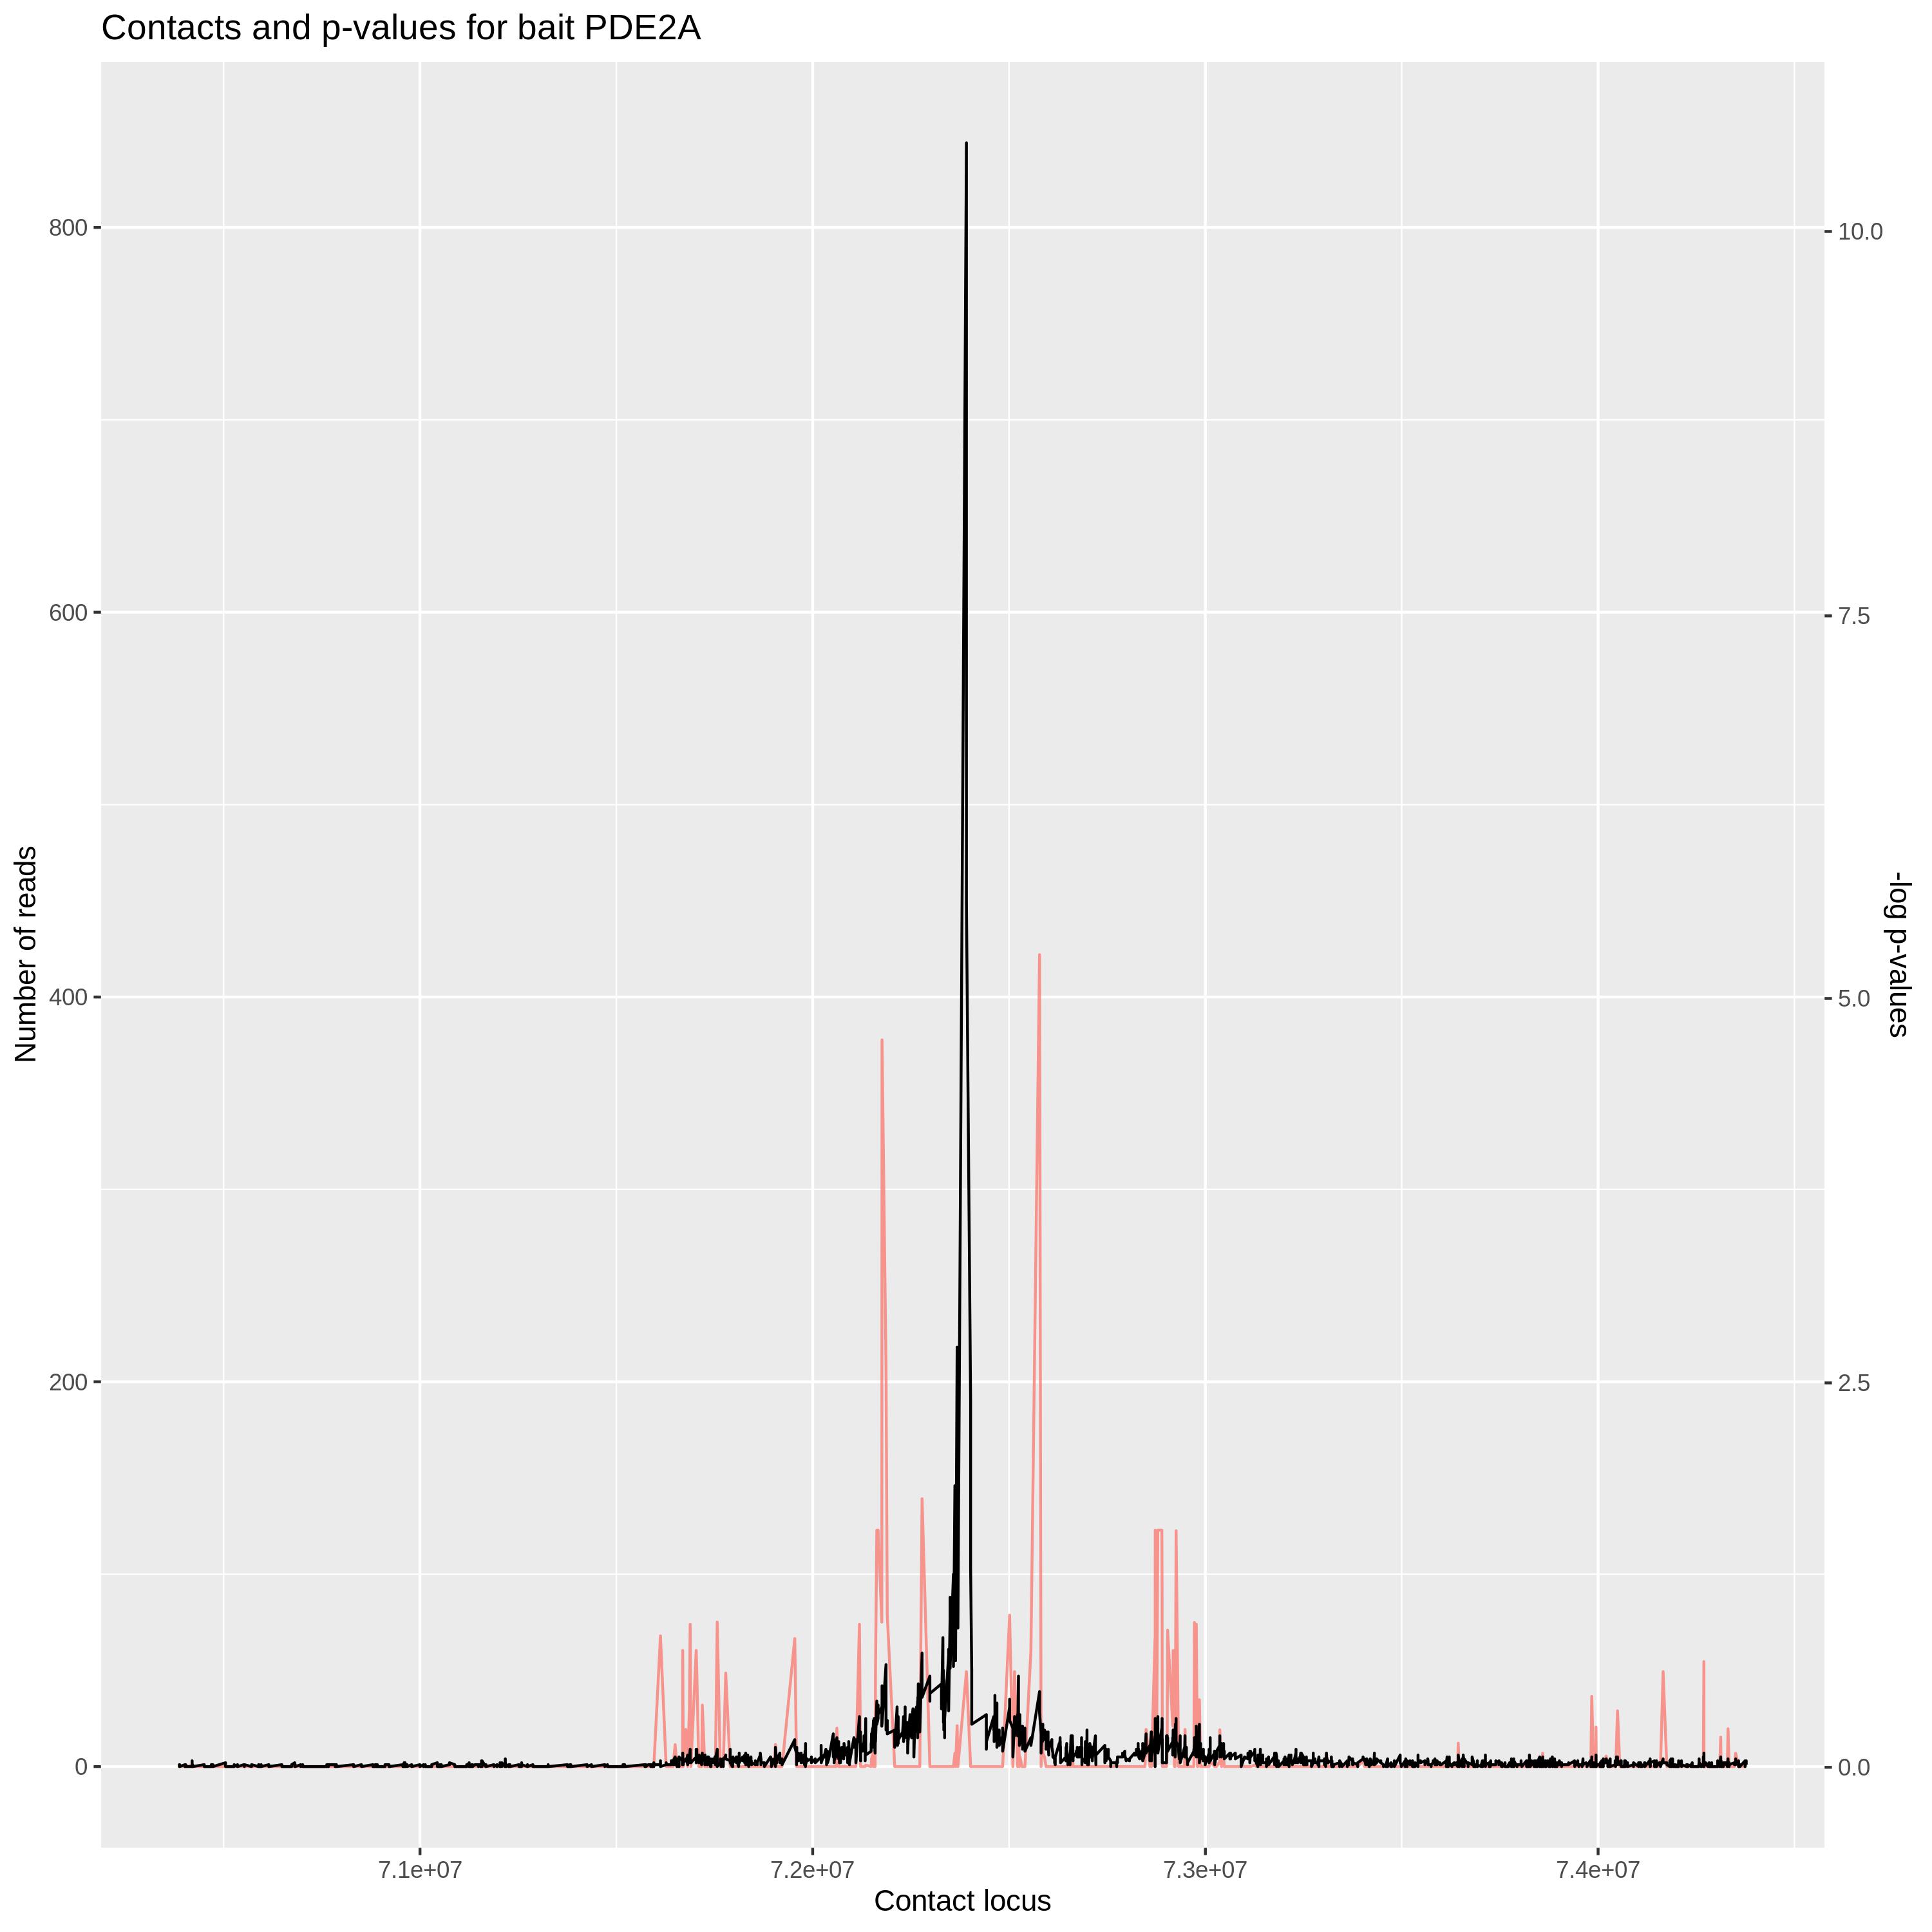 Contacts and p-values for bait PDE2A
800
600
400
200
0
Number of reads
10.0
7.5
5.0
2.5
0.0
-log p-values
7.1e+07 7.2e+07 7.3e+07 7.4e+07
Contact locus